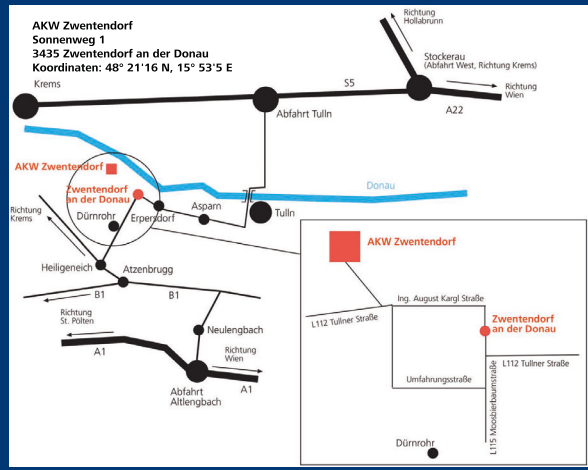 AKW Zwentendorf
Sonnenweg 1
3435 Zwentendorf an der Donau
Koordinaten: 48° 21'16 N, 15° 53'5 E
Richtung
Hollabrunn
Stockerau
(Abfahrt West, Richtung Krems)
Krems
S5
Richtung
Wien
A22
Abfahrt Tulln
AKW Zwentendorf
Zwentendorf
an der Donau
Donau
Richtung
Krems
Dürnrohr
Erpersdorf
Asparn
Tulln
Heiligeneich
Atzenbrugg
B1
B1
Richtung
St. Pölten
A1
Neulengbach
Richtung
Wien
Abfahrt
Altlengbach
A1
AKW Zwentendorf
Ing. August Kargl Straße
L112 Tullner Straße
Zwentendorf
an der Donau
L112 Tullner Straße
Umfahrungsstraße
L115 Moosbierbaumstraße
Dürnrohr